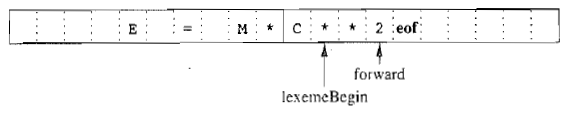 E = M * C * * 2 eof
forward
lexemeBegin